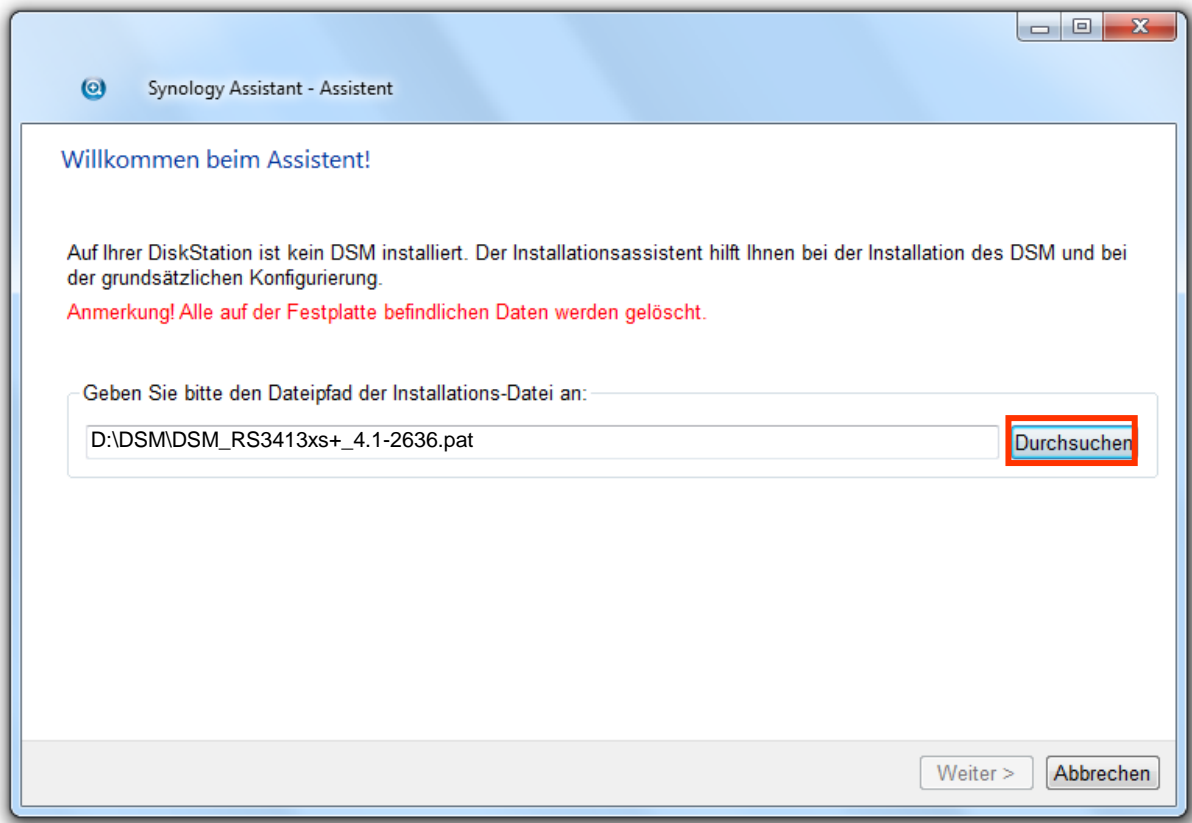 Synology Assistant - Assistent
Willkommen beim Assistent!
Auf Ihrer DiskStation ist kein DSM installiert. Der Installationsassistent hilft Ihnen bei der Installation des DSM und bei
der grundsätzlichen Konfigurierung.
Anmerkung! Alle auf der Festplatte befindlichen Daten werden gelöscht.
Geben Sie bitte den Dateipfad der Installations-Datei an:
D:\DSM\DSM_RS3413xs+_4.1-2636.pat
Durchsuchen
Weiter >
Abbrechen